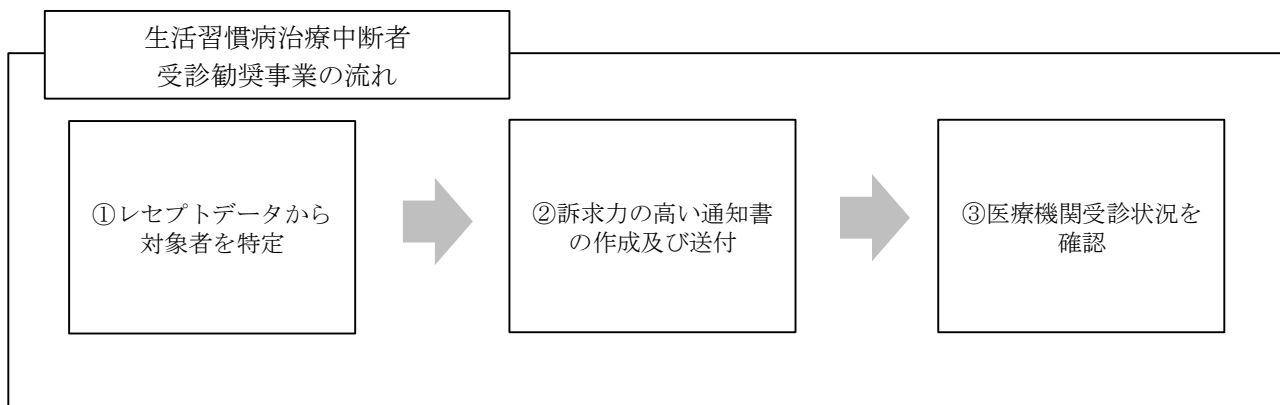 生活習慣病治療中断者
受診勧奨事業の流れ
①レセプトデータから
対象者を特定
②訴求力の高い通知書
の作成及び送付
③医療機関受診状況を
確認